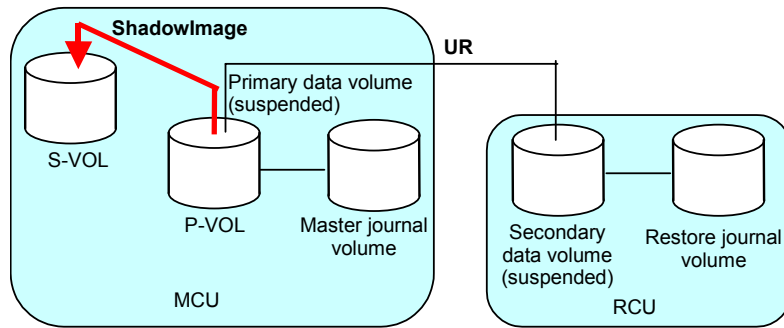 ShadowImage
UR
Primary data volume
(suspended)
S-VOL
P-VOL
Master journal
volume
Secondary
data volume
(suspended)
Restore journal
volume
MCU
RCU